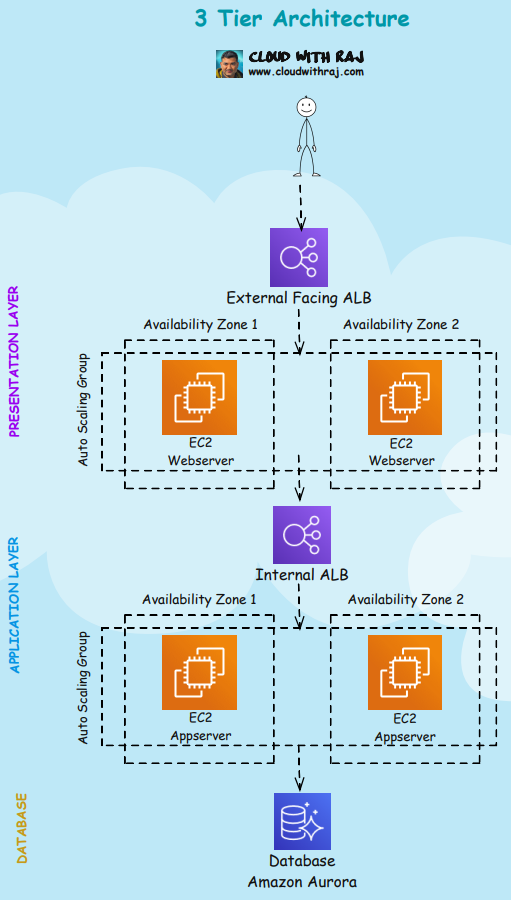 3 Tier Architecture
CLOUD WITH RAJ
www.cloudwithraj.com
External Facing ALB
PRESENTATION LAYER
Availability Zone 1
Availability Zone 2
Auto Scaling Group
EC2
Webserver
EC2
Webserver
Internal ALB
APPLICATION LAYER
Availability Zone 1
Availability Zone 2
Auto Scaling Group
EC2
Appserver
EC2
Appserver
DATABASE
Database
Amazon Aurora